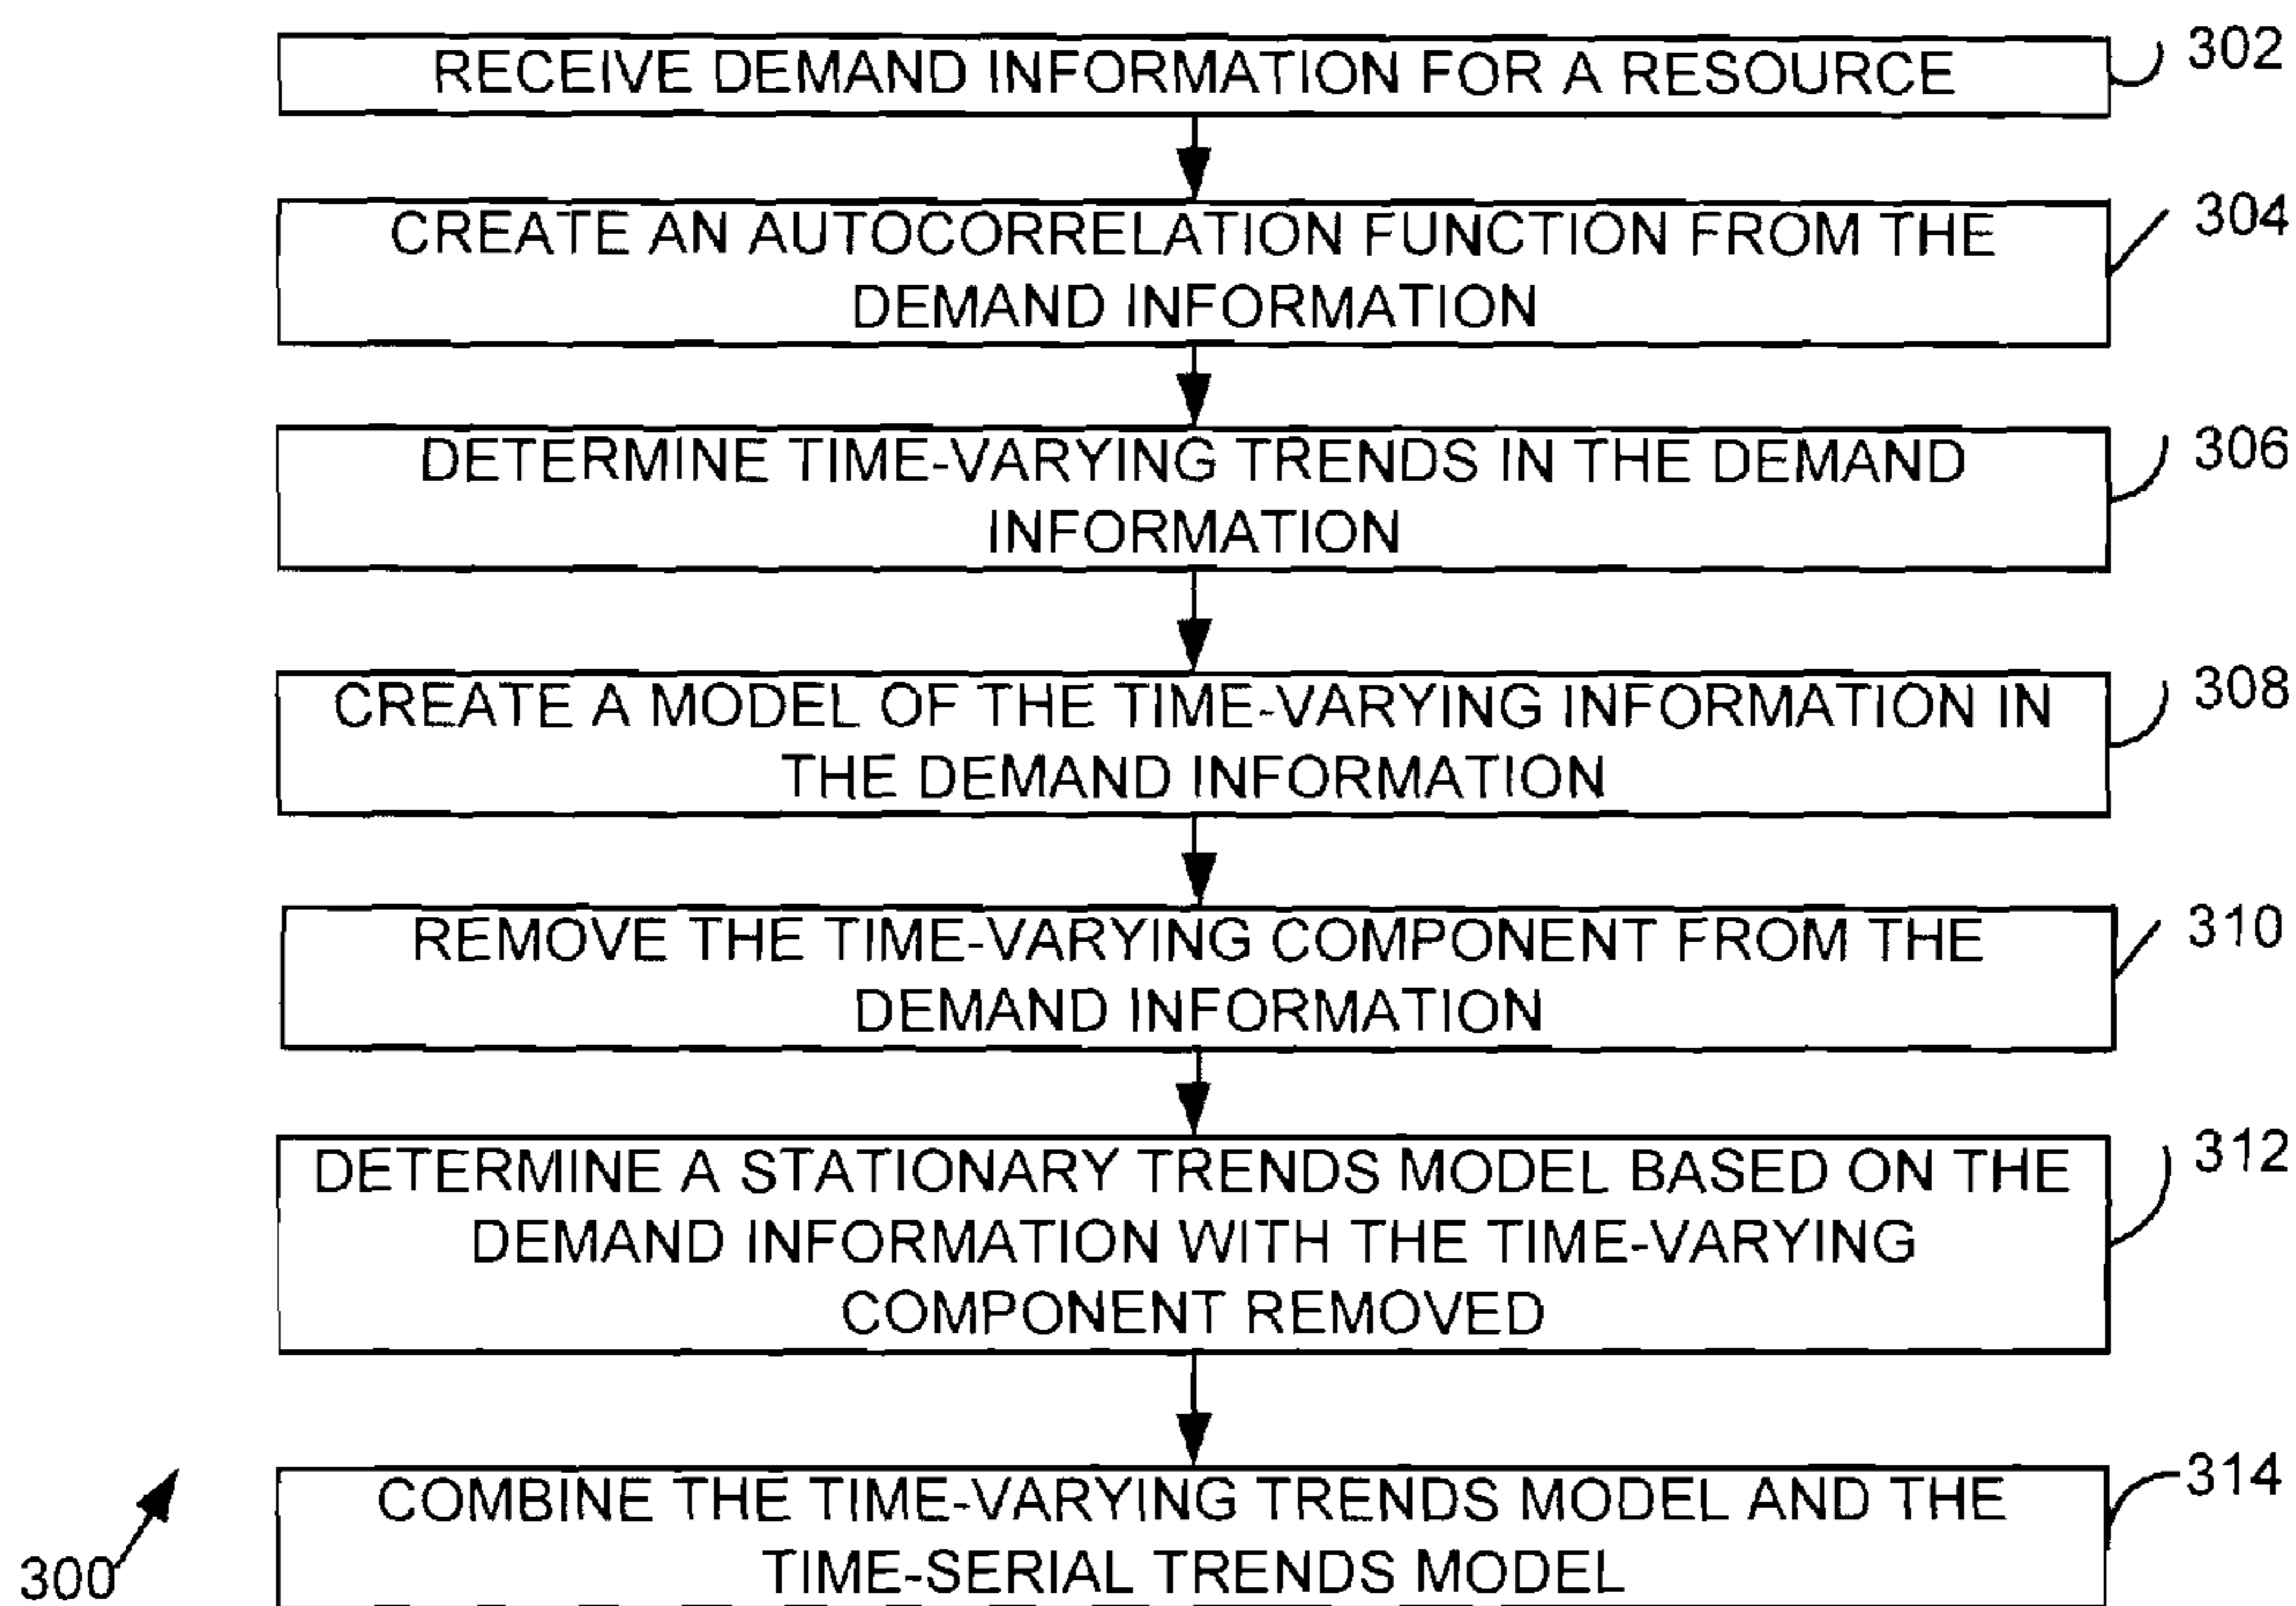 RECEIVE DEMAND INFORMATION FOR A RESOURCE
302
CREATE AN AUTOCORRELATION FUNCTION FROM THE
DEMAND INFORMATION
304
DETERMINE TIME-VARYING TRENDS IN THE DEMAND
INFORMATION
306
CREATE A MODEL OF THE TIME-VARYING INFORMATION IN
THE DEMAND INFORMATION
308
REMOVE THE TIME-VARYING COMPONENT FROM THE
DEMAND INFORMATION
310
DETERMINE A STATIONARY TRENDS MODEL BASED ON THE
DEMAND INFORMATION WITH THE TIME-VARYING
COMPONENT REMOVED
312
COMBINE THE TIME-VARYING TRENDS MODEL AND THE
TIME-SERIAL TRENDS MODEL
314
300